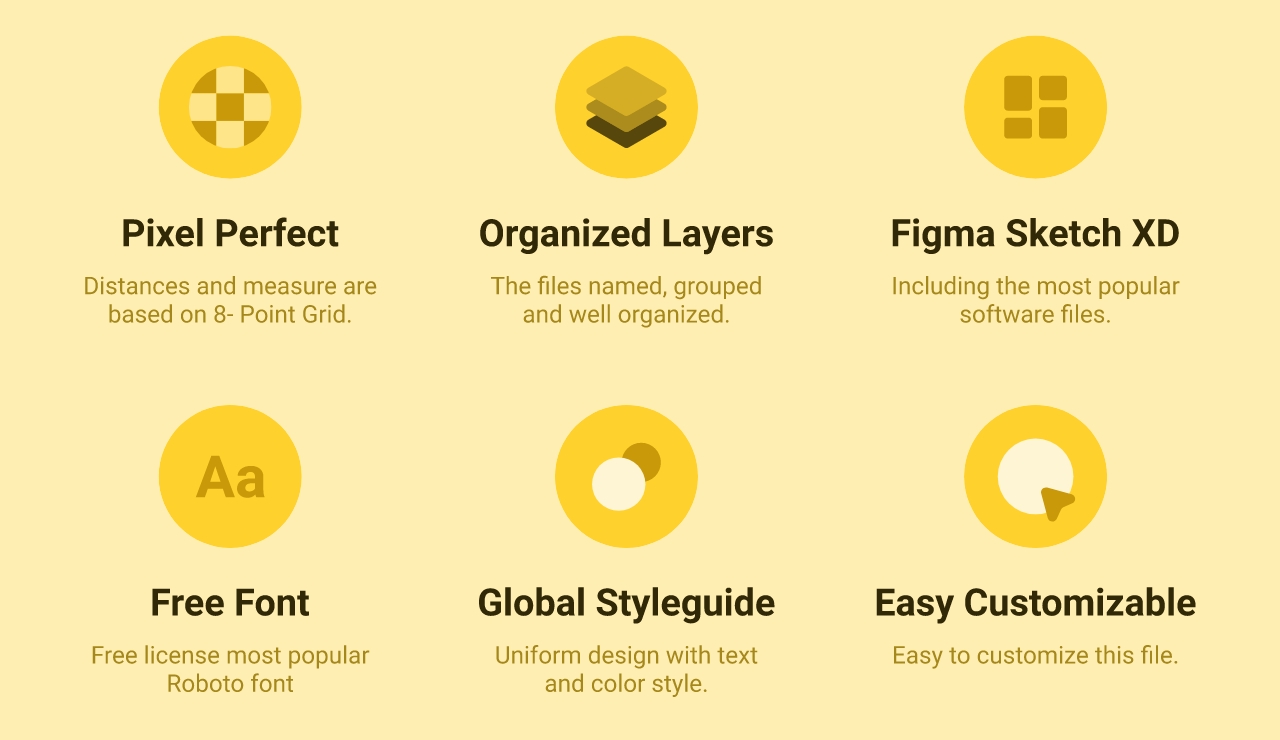 Pixel Perfect
Distances and measure are
based on 8- Point Grid.
Organized Layers
The files named, grouped
and well organized.
Figma Sketch XD
Including the most popular
software files.
Aa
Free Font
Free license most popular
Roboto font
Global Styleguide
Uniform design with text
and color style.
Easy Customizable
Easy to customize this file.